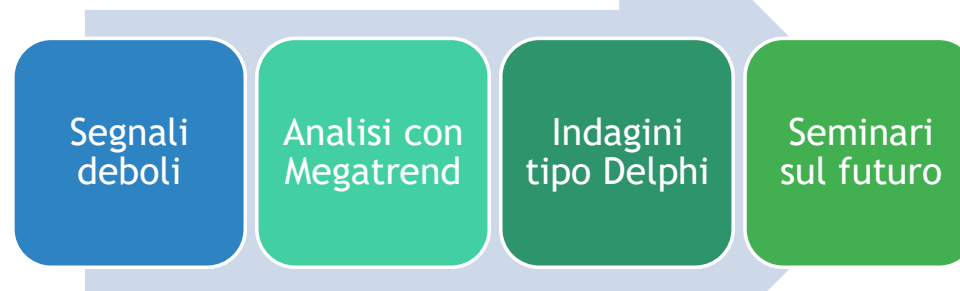 Segnali
deboli
Analisi con
Megatrend
Indagini
tipo Delphi
Seminari
sul futuro